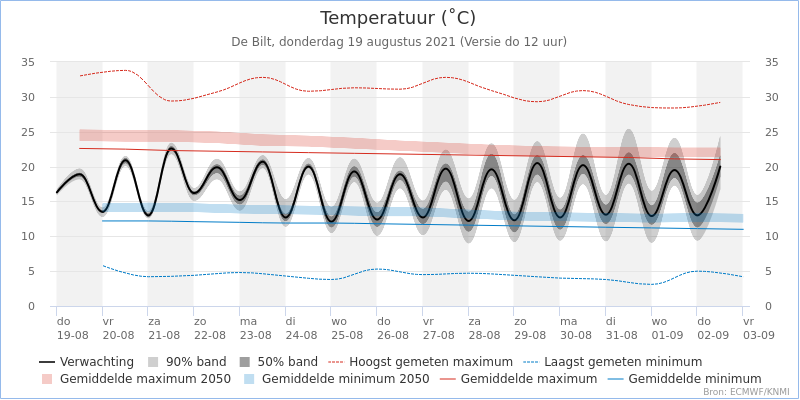 Temperatuur (˚C)
De Bilt, donderdag 19 augustus 2021 (Versie do 12 uur)
35 35
30 30
25 25
20 20
15 15
10 10
5 5
0 0
do vr za zo ma di wo do vr za zo ma di wo do vr
19-08 20-08 21-08 22-08 23-08 24-08 25-08 26-08 27-08 28-08 29-08 30-08 31-08 01-09 02-09 03-09
Verwachting 90% band 50% band Hoogst gemeten maximum Laagst gemeten minimum
Gemiddelde maximum 2050 Gemiddelde minimum 2050 Gemiddelde maximum Gemiddelde minimum
Bron: ECMWF/KNMI